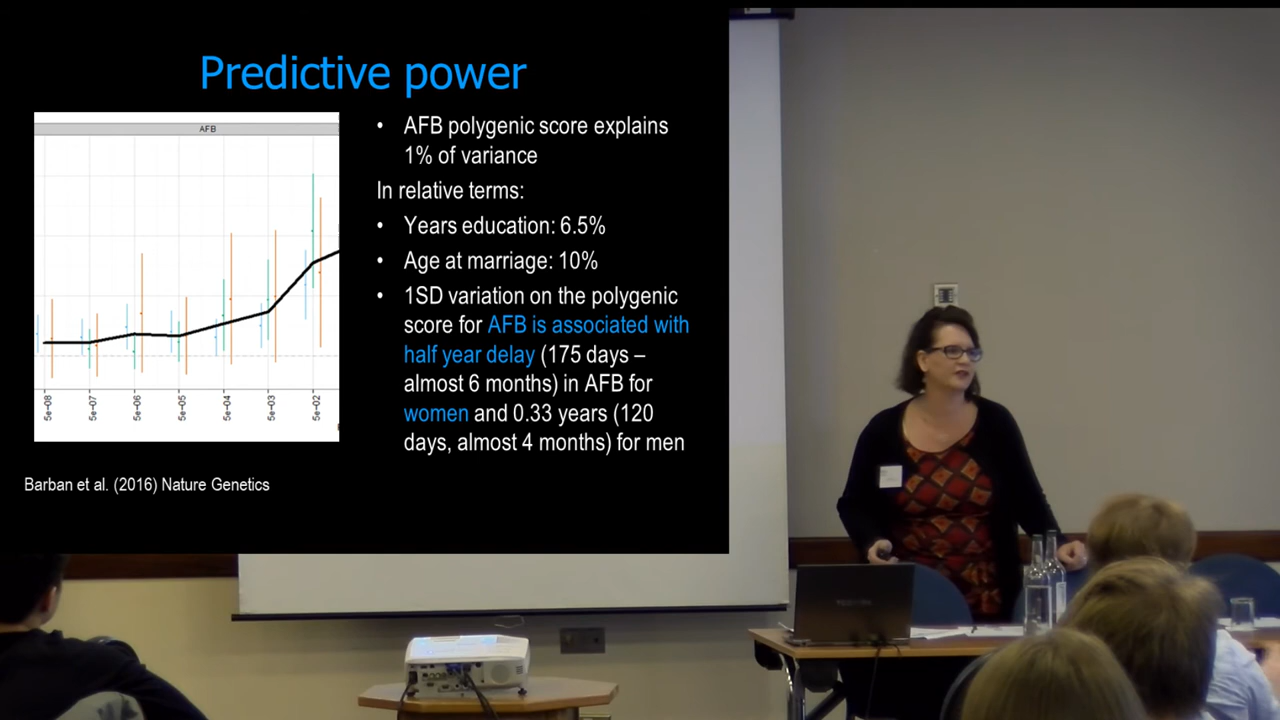 Predictive power
AFB
5e-08
5e-07
5e-06
5e-05
5e-04
5e-03
5e-02
• AFB polygenic score explains
1% of variance
In relative terms:
• Years education: 6.5%
• Age at marriage: 10%
• 1SD variation on the polygenic
score for AFB is associated with
half year delay (175 days –
almost 6 months) in AFB for
women and 0.33 years (120
days, almost 4 months) for men
Barban et al. (2016) Nature Genetics